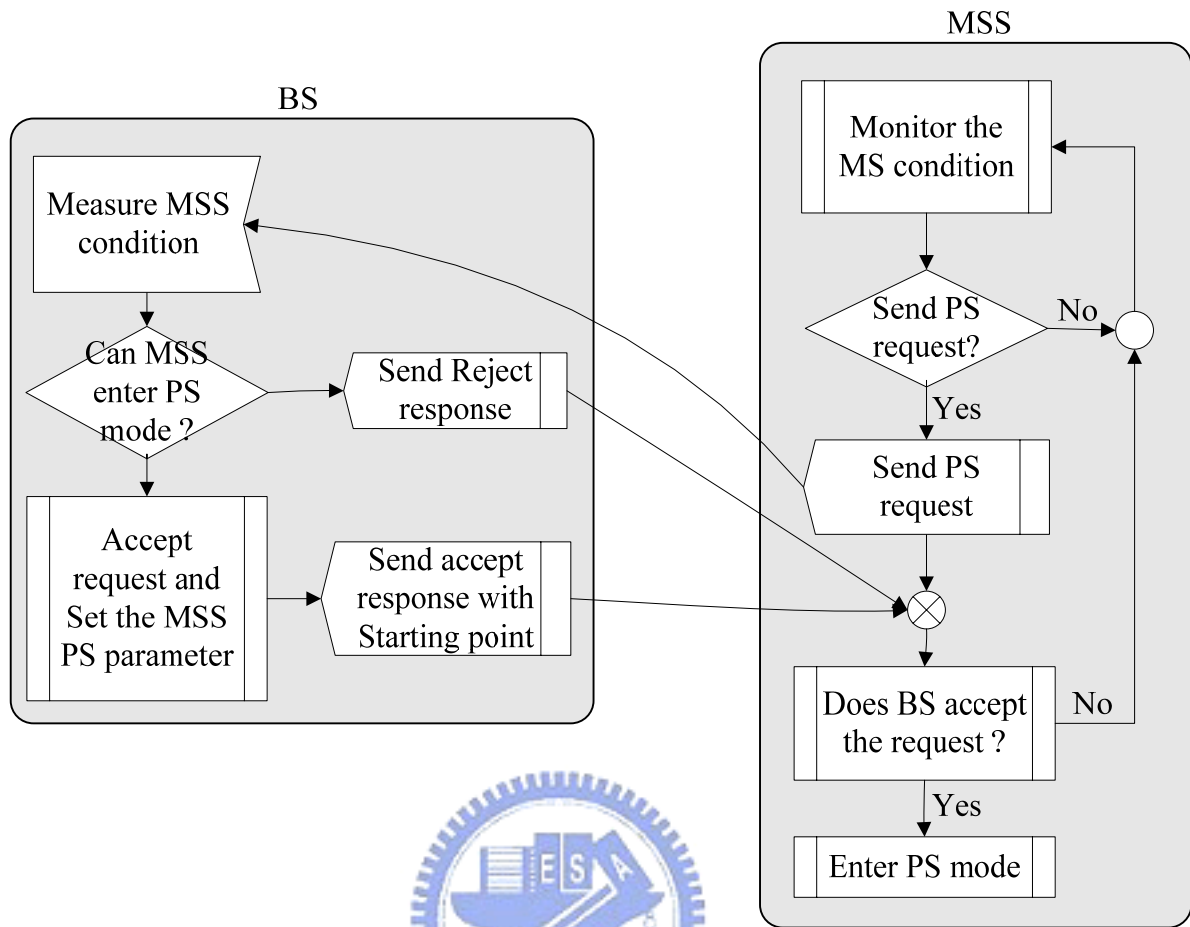 BS
Measure MSS
condition
Can MSS
enter PS
mode ?
Send Reject
response
Accept
request and
Set the MSS
PS parameter
Send accept
response with
Starting point
MSS
Monitor the
MS condition
Send PS
request?
No
Yes
Send PS
request
Does BS accept
the request ?
No
Yes
Enter PS mode
E S A